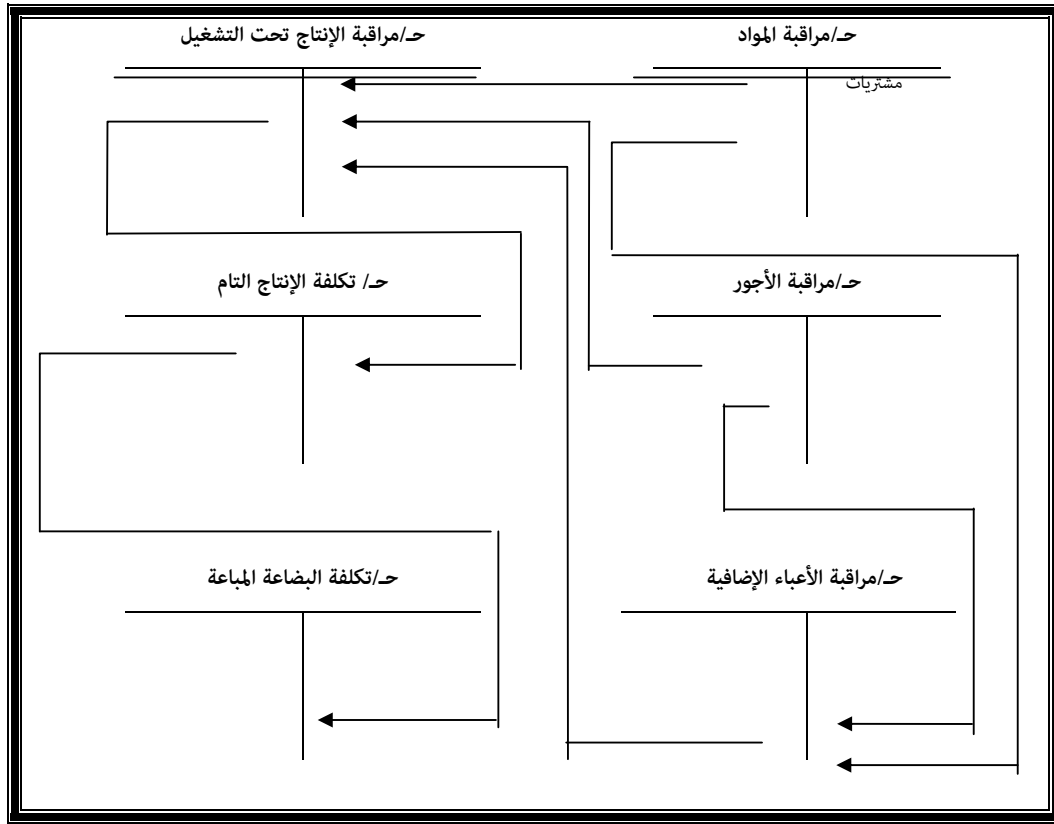 حـ/مراقبة المواد
حـ/مراقبة الإنتاج تحت التشغيل
مشتريات
حـ/مراقبة الأجور
حـ/ تكلفة الإنتاج التام
حـ/مراقبة الأعباء الإضافية
حـ/تكلفة البضاعة المباعة